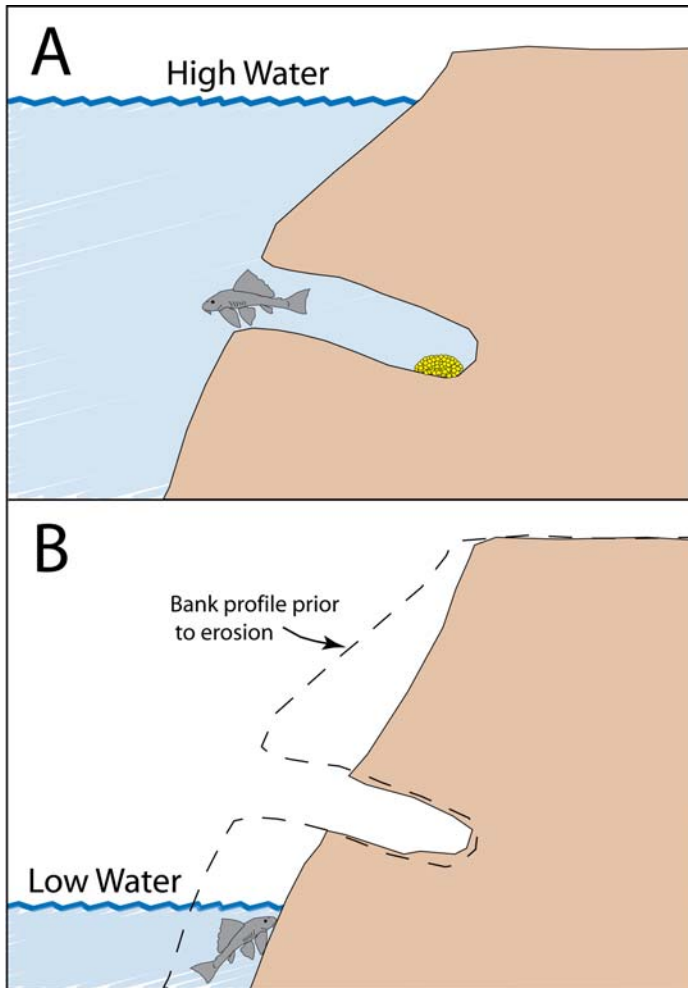 A
High Water
B
Bank profile prior
to erosion
Low Water